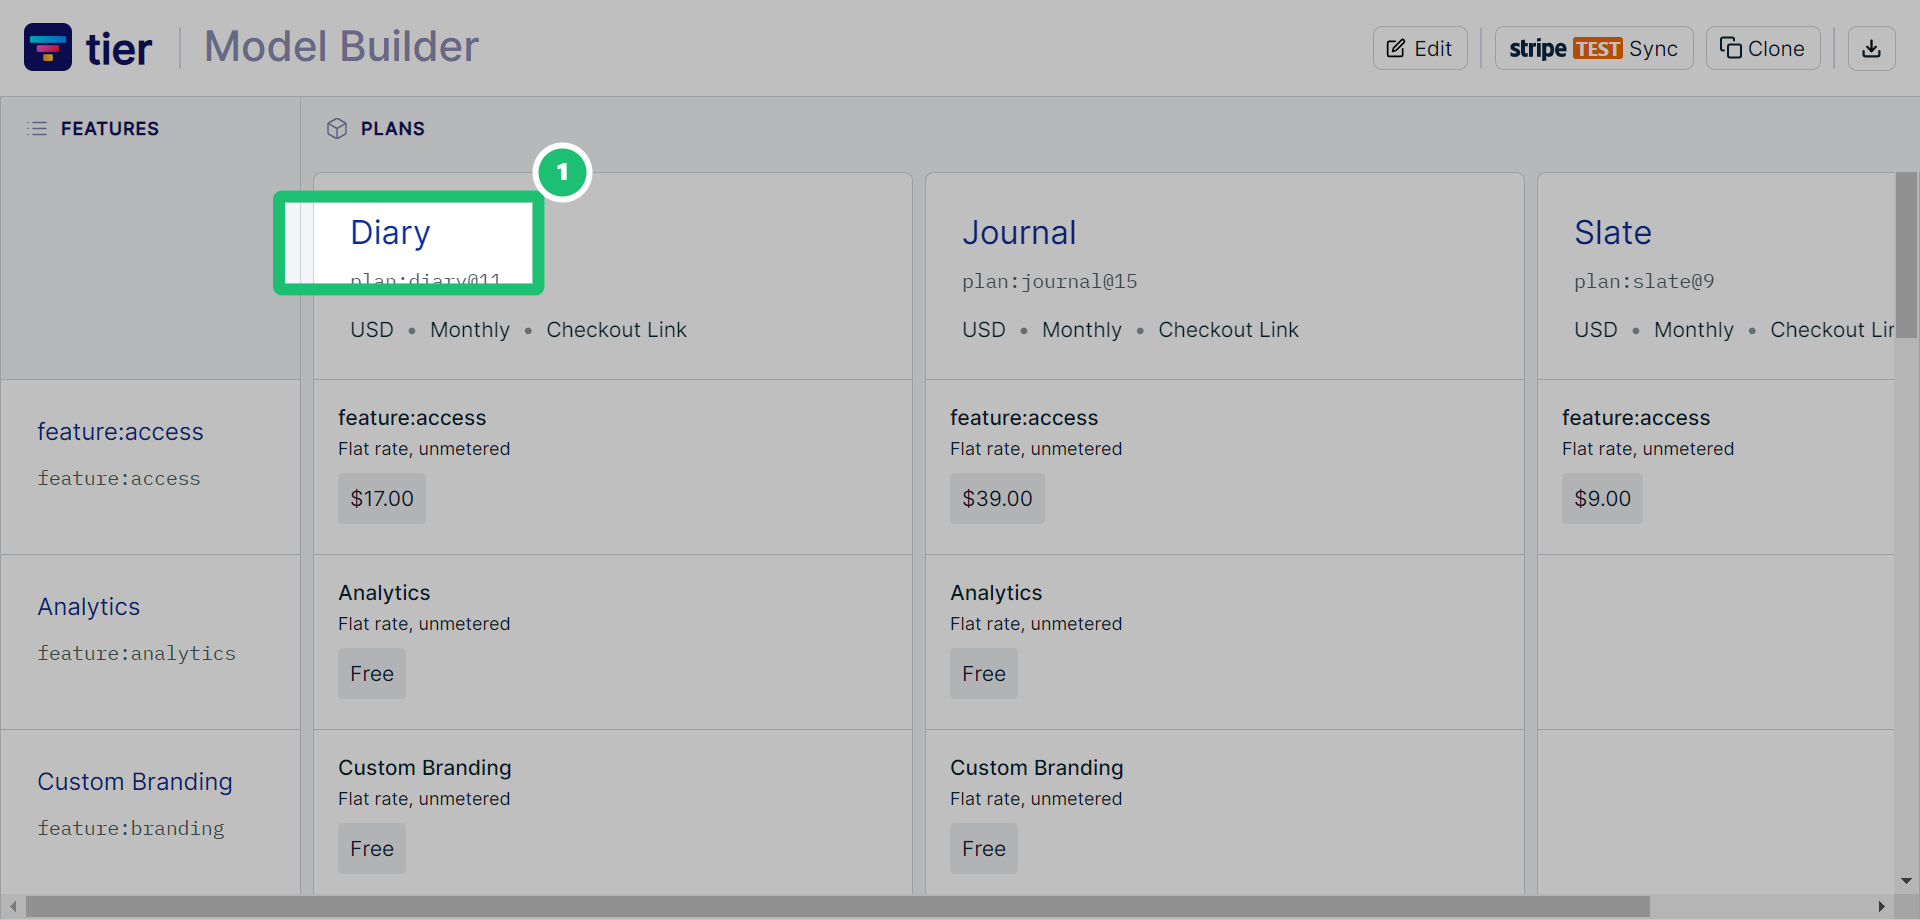 tier
Model Builder
Edit
stripe TEST Sync
Clone
FEATURES
PLANS
1
Diary
plan:diary@11
USD • Monthly • Checkout Link
Journal
plan:journal@15
USD • Monthly • Checkout Link
Slate
plan:slate@9
USD • Monthly • Checkout Lin
feature:access
feature:access
feature:access
Flat rate, unmetered
$17.00
feature:access
Flat rate, unmetered
$39.00
feature:access
Flat rate, unmetered
$9.00
Analytics
feature:analytics
Analytics
Flat rate, unmetered
Free
Analytics
Flat rate, unmetered
Free
Custom Branding
feature:branding
Custom Branding
Flat rate, unmetered
Free
Custom Branding
Flat rate, unmetered
Free